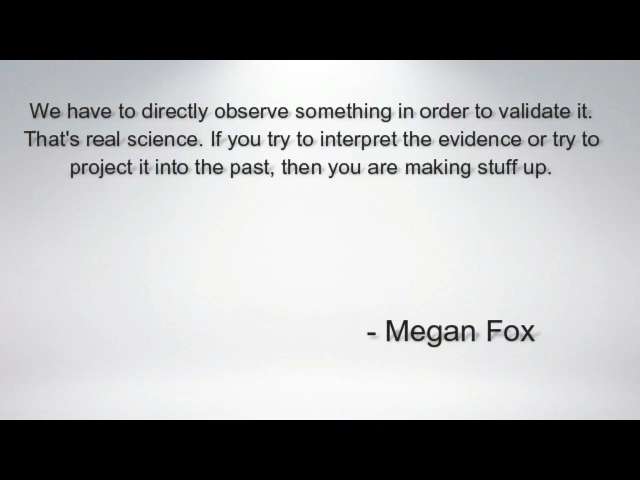 We have to directly observe something in order to validate it.
That's real science. If you try to interpret the evidence or try to
project it into the past, then you are making stuff up.
- Megan Fox